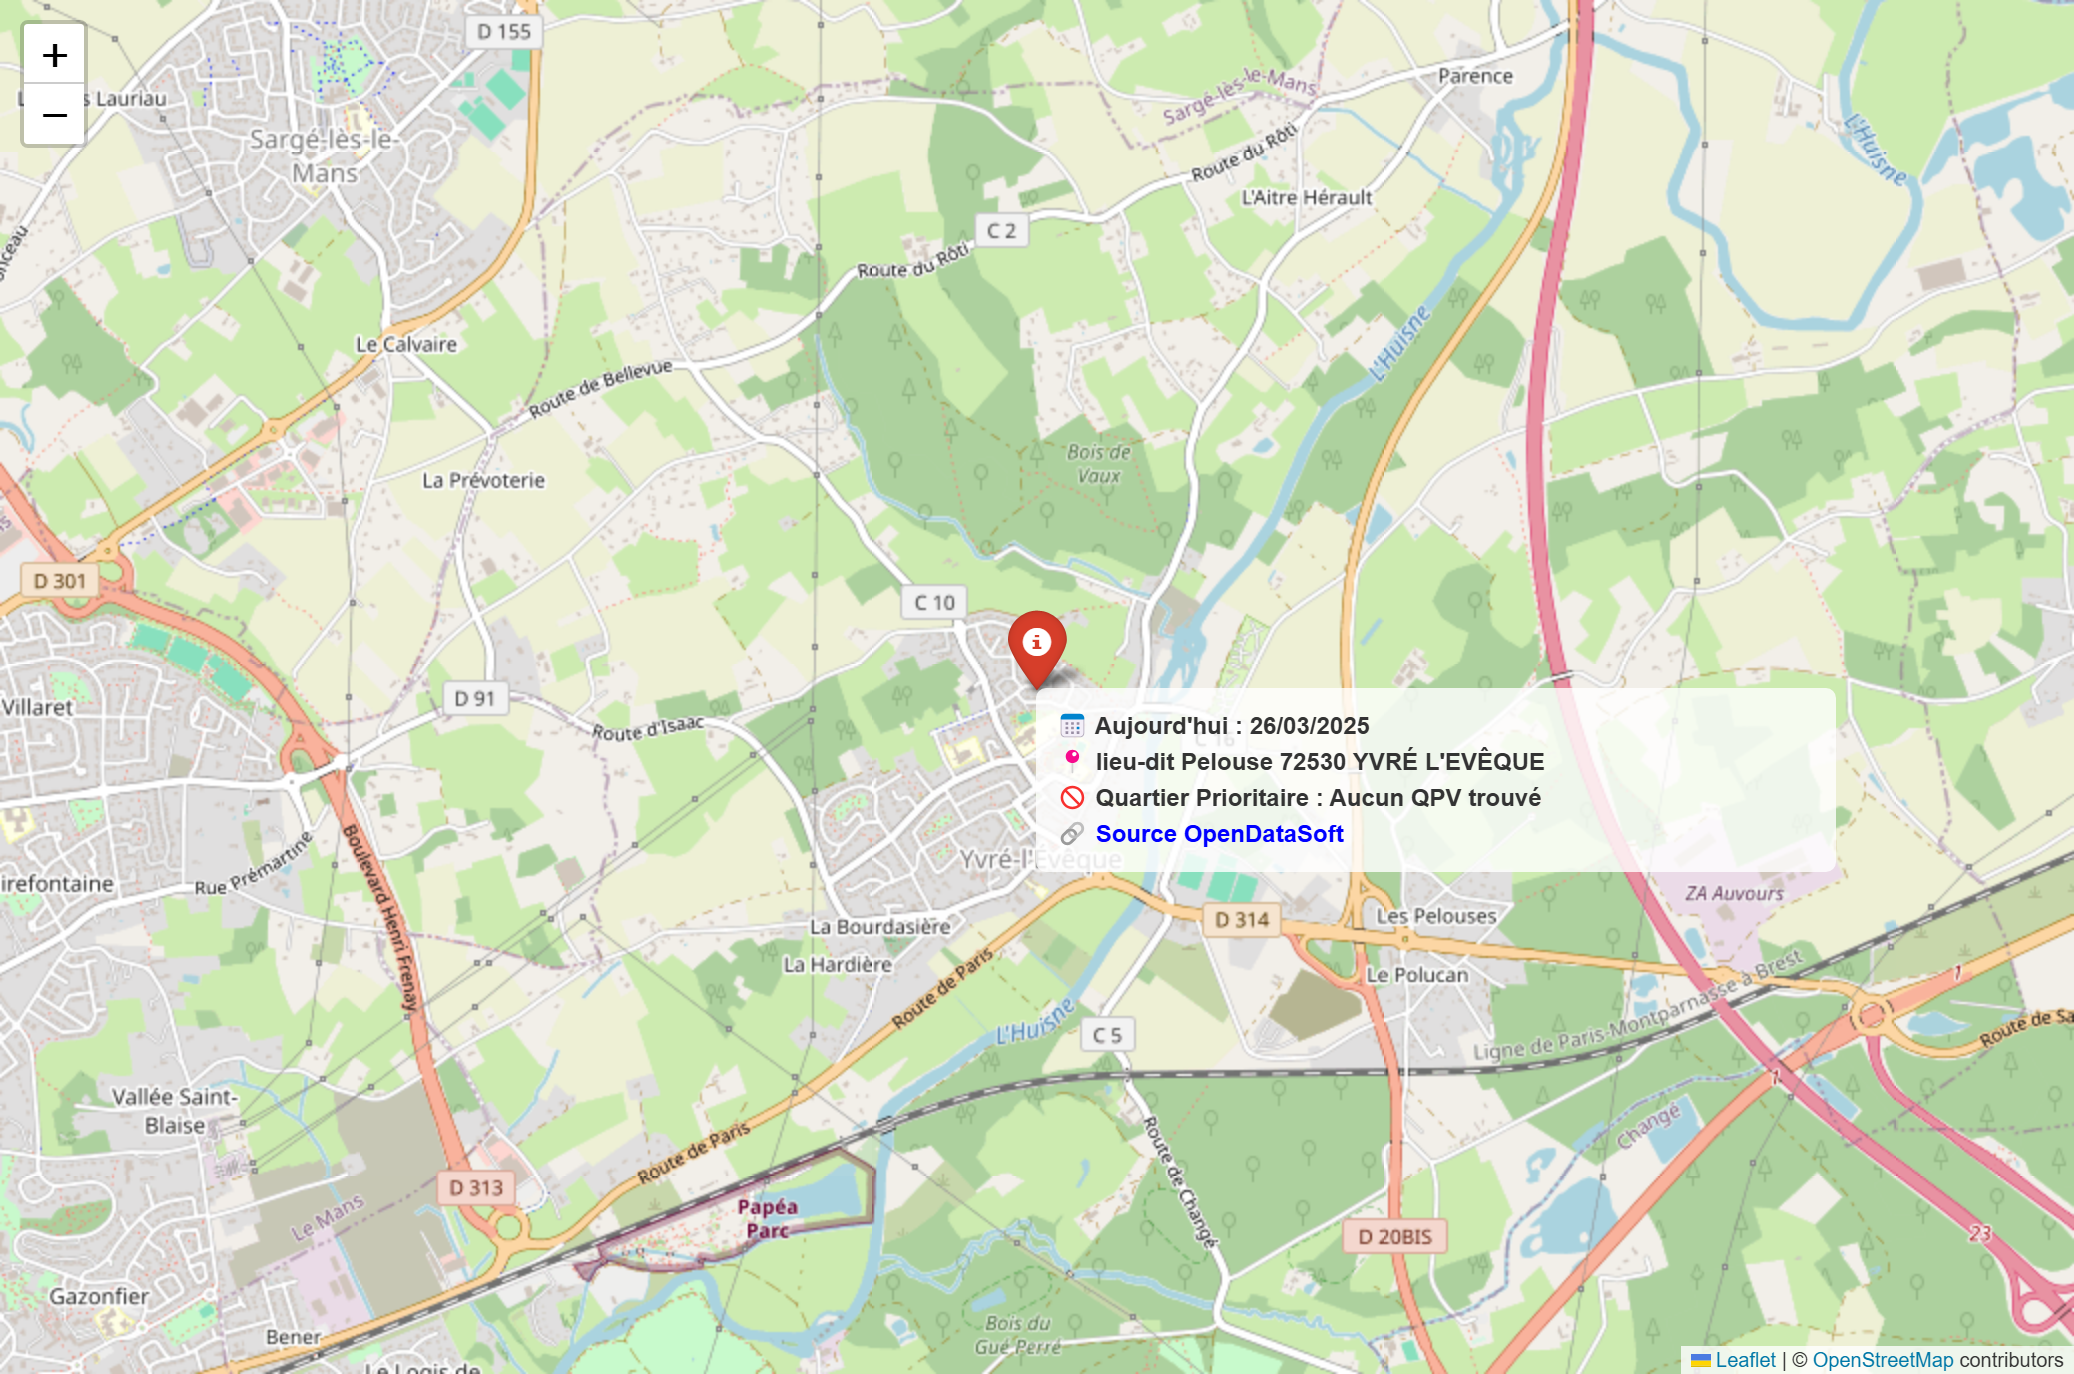 +
−
D 155
Lauriau
Sargé-lès-le-
Mans
Sargé-lès-le-Mans
Parence
L'Huisne
Route du Rôti
L'Aitre Hérault
C 2
Route du Rôti
L'Huisne
Le Calvaire
Route de Bellevue
La Prévoterie
Bois de
Vaux
D 301
C 10
Villaret
D 91
Route d'Isaac
Aujourd'hui : 26/03/2025
lieu-dit Pelouse 72530 YVRÉ L'EVÊQUE
Quartier Prioritaire : Aucun QPV trouvé
Source OpenDataSoft
C 16
Yvré-l'Évêque
irefontaine
Rue Prémartine
Boulevard Henri Frenay
ZA Auvours
La Bourdasière
D 314
Les Pelouses
La Hardière
Route de Paris
Le Polucan
L'Huisne
C 5
Ligne de Paris-Montparnasse à Brest
1
Route de Sa
1
Vallée Saint-
Blaise
Route de Paris
Route de Changé
Changé
D 313
Le Mans
Papéa
Parc
D 20BIS
23
Gazonfier
Bener
Bois du
Gué Perré
Le Logis de
Leaflet | © OpenStreetMap contributors